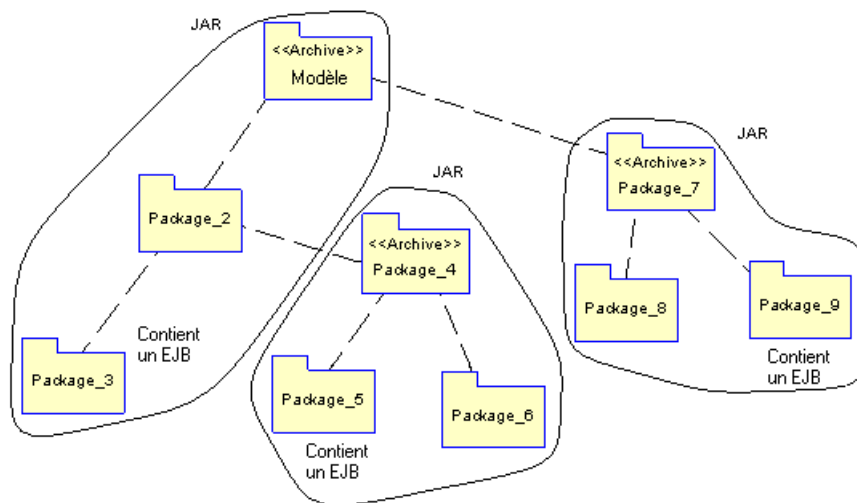 JAR
<<Archive>>
Modèle
JAR
<<Archive>>
Package_7
JAR
Package_2
<<Archive>>
Package_4
Package_8
Package_9
Contient
un EJB
Package_3
Contient
un EJB
Package_5
Package_6
Contient
un EJB